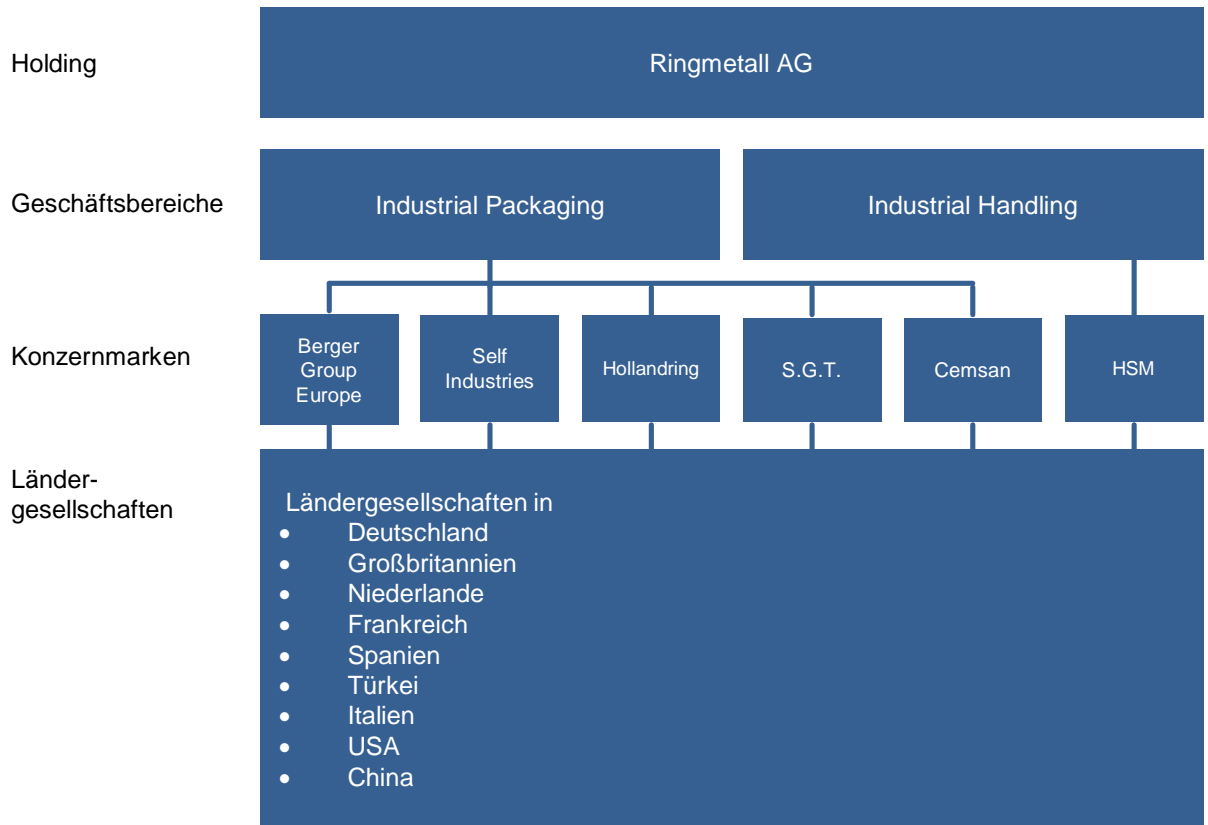 Holding
Ringmetall AG
Geschäftsbereiche
Industrial Packaging
Industrial Handling
Konzernmarken
Berger
Group
Europe
Self
Industries
Hollandring
S.G.T.
Cemsan
HSM
Länder-
gesellschaften
Ländergesellschaften in
• Deutschland
• Großbritannien
• Niederlande
• Frankreich
• Spanien
• Türkei
• Italien
• USA
• China